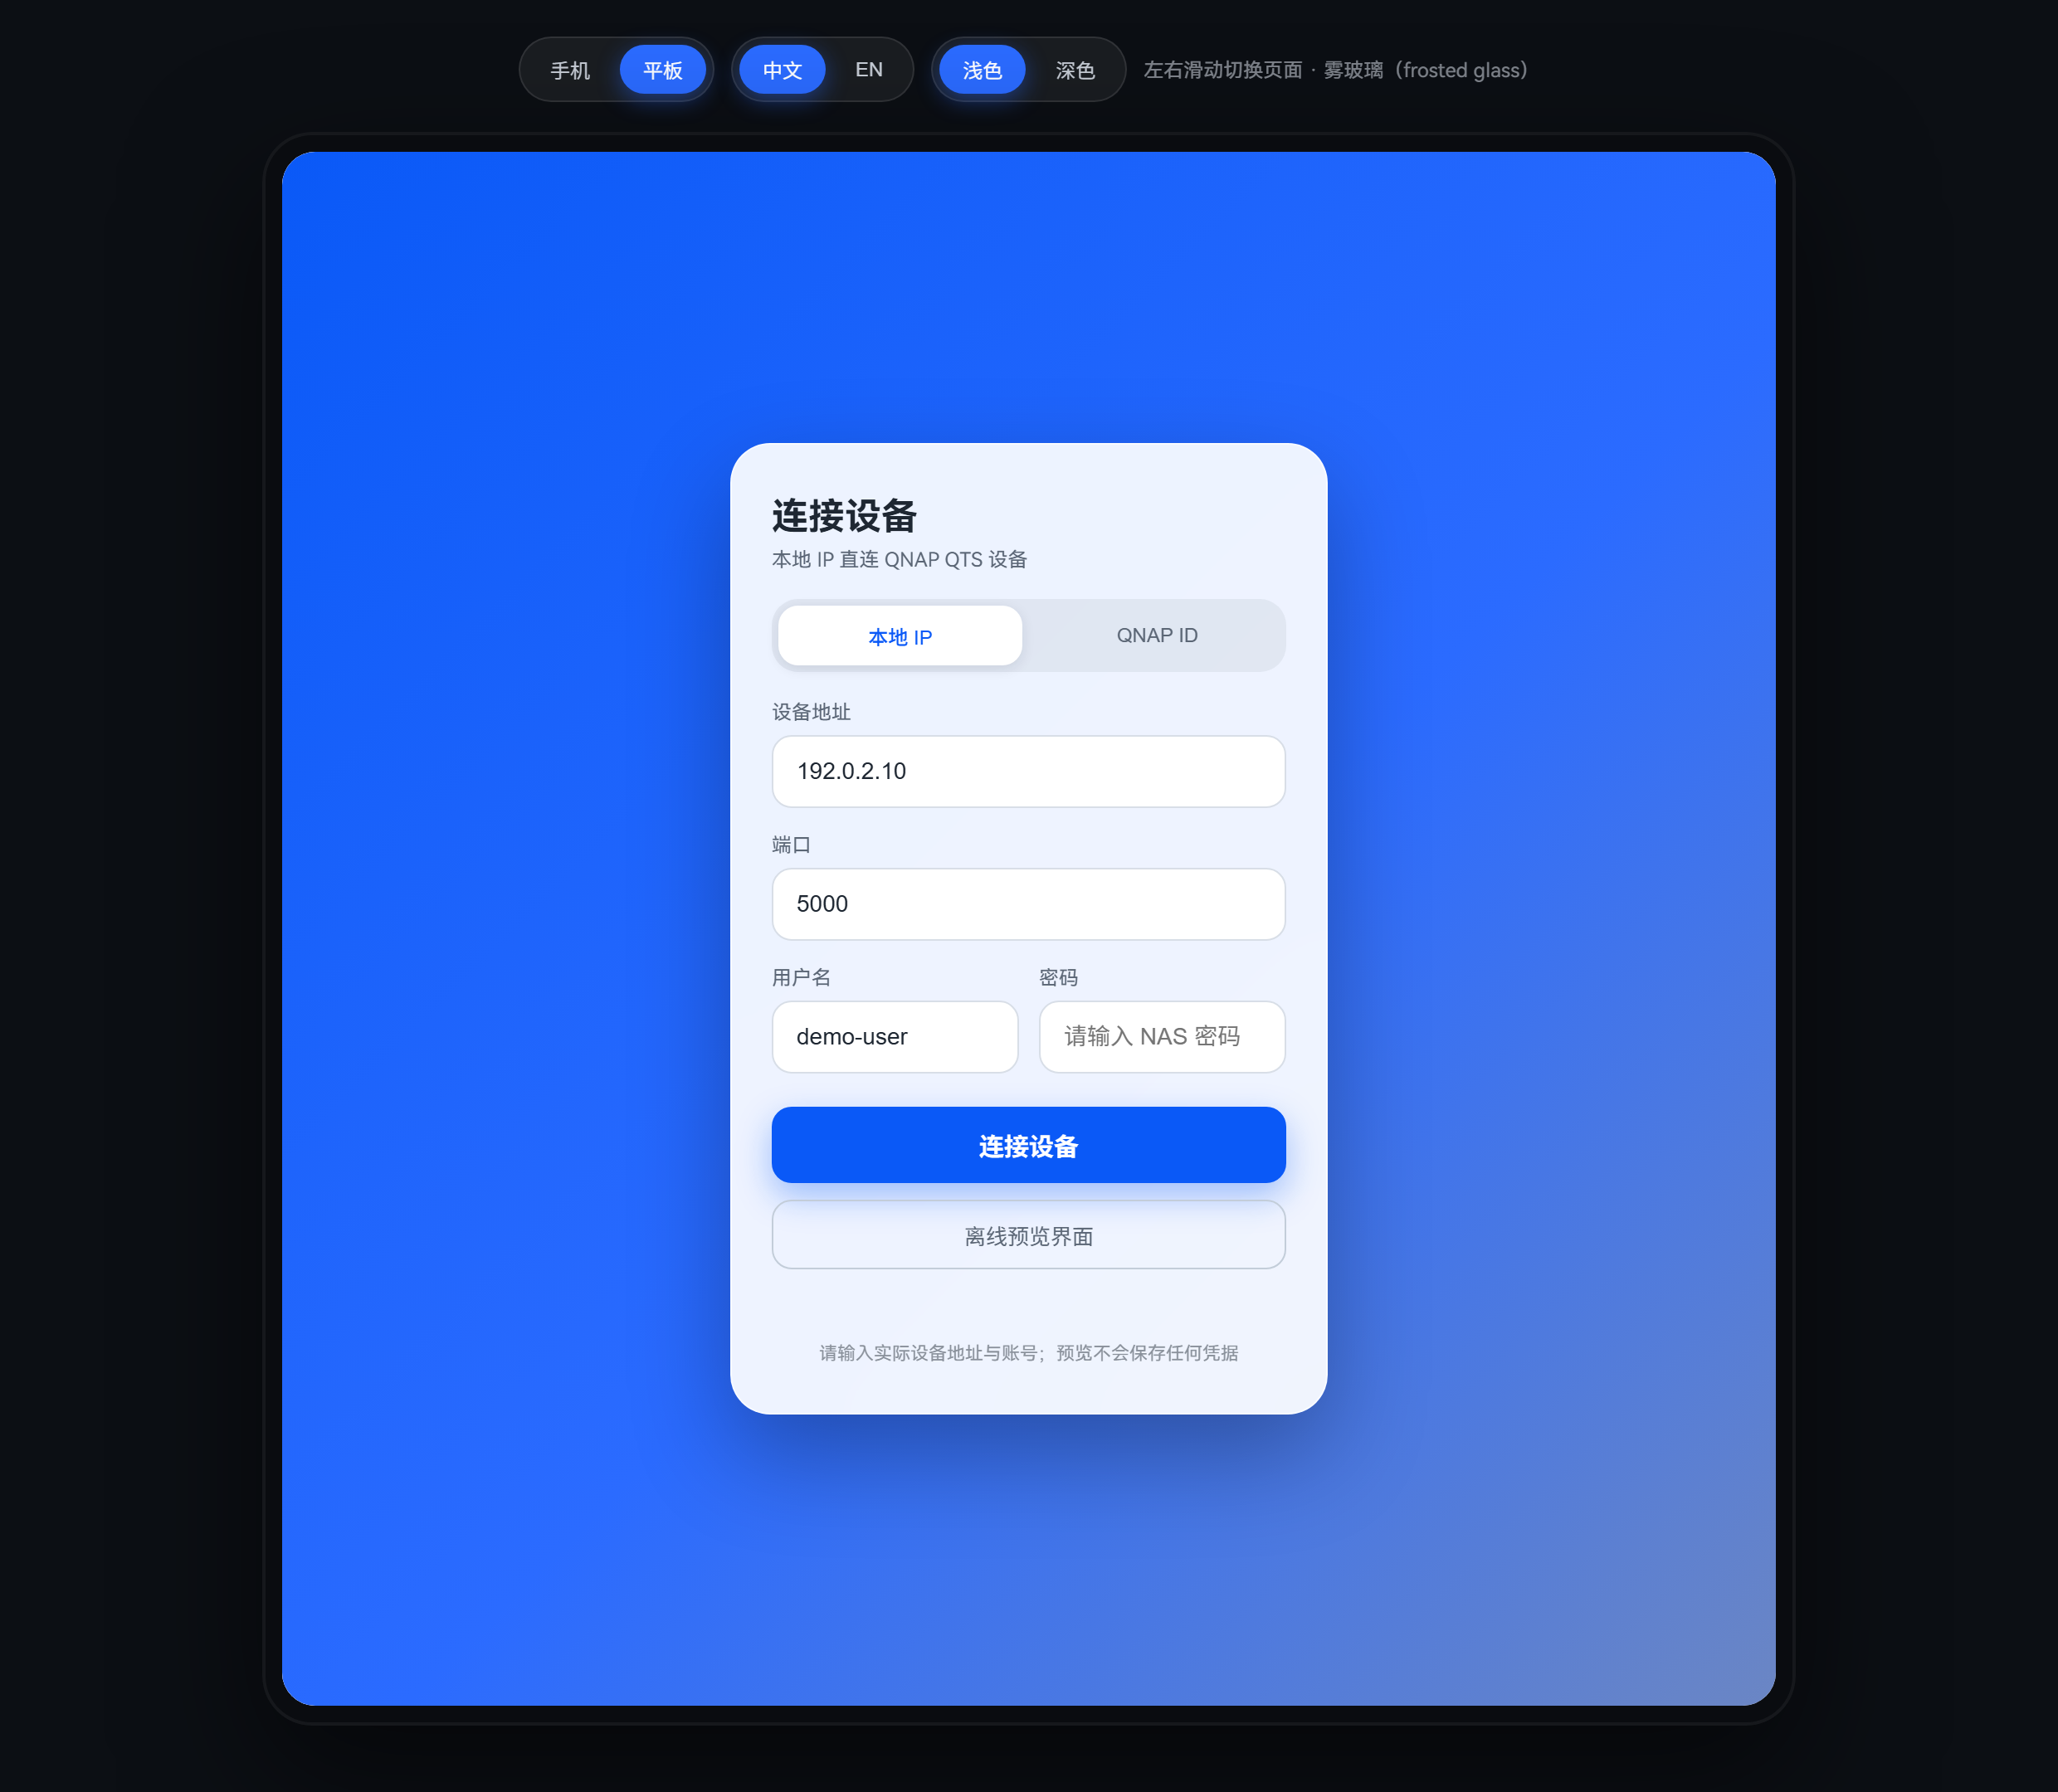 手机 平板 中文 EN 浅色 深色 左右滑动切换页面 · 雾玻璃（frosted glass）
连接设备
本地 IP 直连 QNAP QTS 设备
本地 IP QNAP ID
设备地址
192.0.2.10
端口
5000
用户名 密码
demo-user 请输入 NAS 密码
连接设备
离线预览界面
请输入实际设备地址与账号；预览不会保存任何凭据